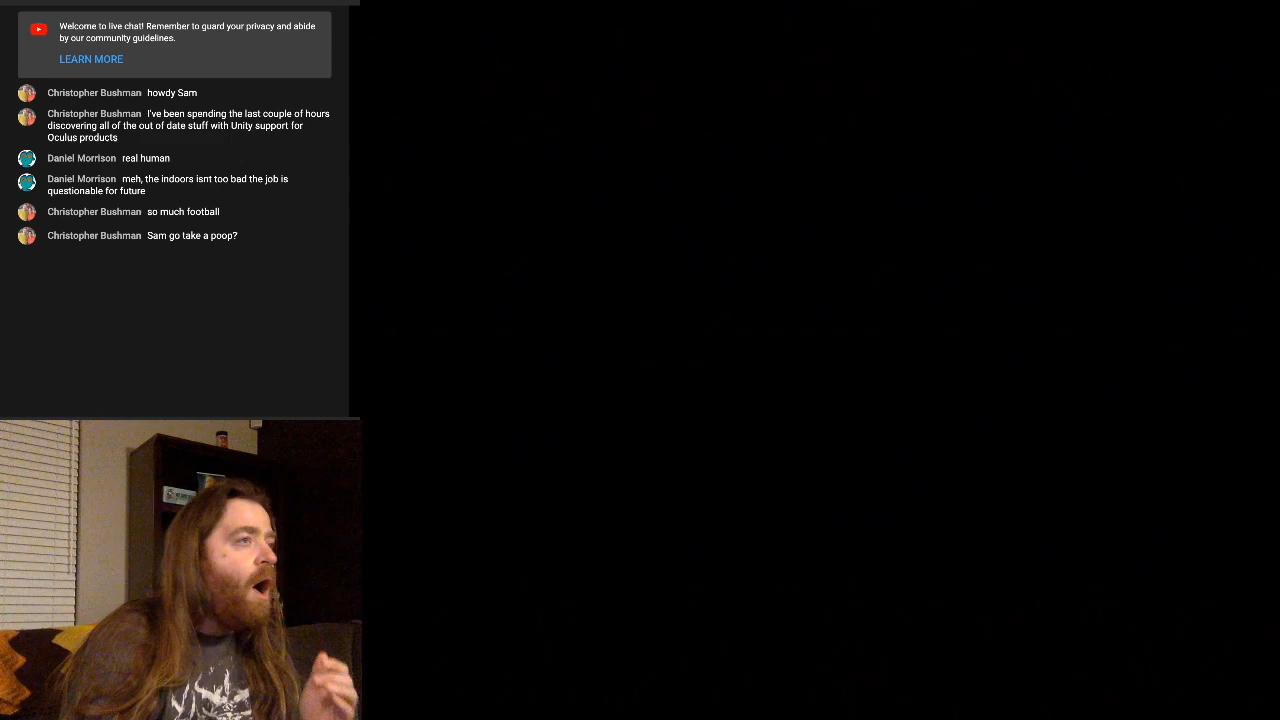 Welcome to live chat! Remember to guard your privacy and abide
by our community guidelines.
LEARN MORE
Christopher Bushman howdy Sam
Christopher Bushman I've been spending the last couple of hours
discovering all of the out of date stuff with Unity support for
Oculus products
Daniel Morrison real human
Daniel Morrison meh, the indoors isnt too bad the job is
questionable for future
Christopher Bushman so much football
Christopher Bushman Sam go take a poop?